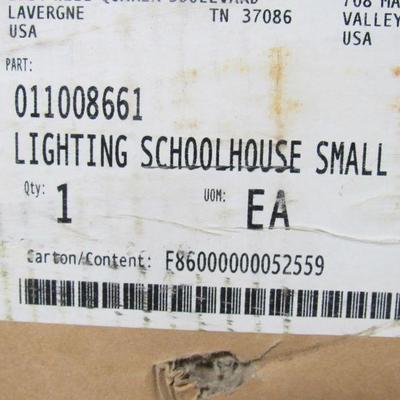 BOULEVARD
LAVERGNE TN 37086
USA
708 MA
VALLEY
USA
PART:
011008661
LIGHTING SCHOOLHOUSE SMALL
Qty: 1 UOM: EA
Carton/Content: F86000000052559